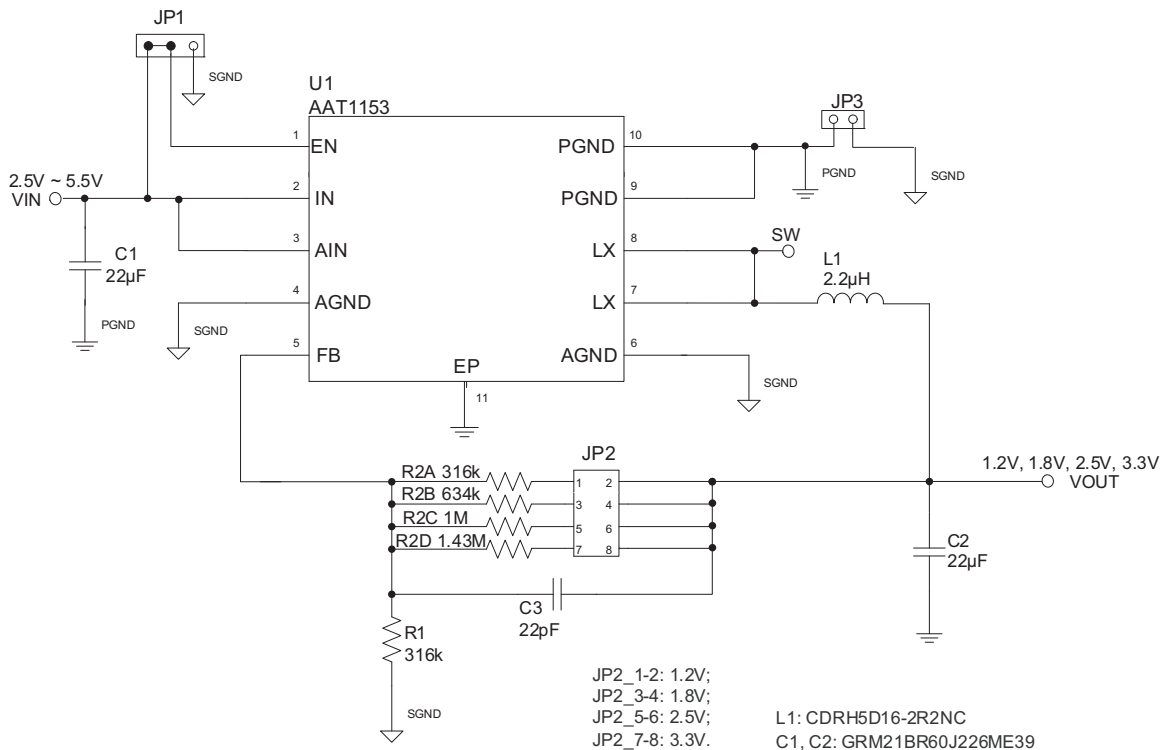 JP1
SGND
U1
AAT1153
JP3
1
EN
10
PGND
PGND
SGND
2.5V ~ 5.5V
VIN
2
IN
9
PGND
3
AIN
8
LX
SW
C1
22µF
L1
2.2µH
4
AGND
7
LX
PGND
SGND
5
FB
6
AGND
EP
11
SGND
JP2
R2A 316k
1
2
R2B 634k
3
4
R2C 1M
5
6
R2D 1.43M
7
8
1.2V, 1.8V, 2.5V, 3.3V
VOUT
C2
22µF
C3
22pF
R1
316k
SGND
JP2_1-2: 1.2V;
JP2_3-4: 1.8V;
JP2_5-6: 2.5V;
JP2_7-8: 3.3V.
L1: CDRH5D16-2R2NC
C1, C2: GRM21BR60J226ME39